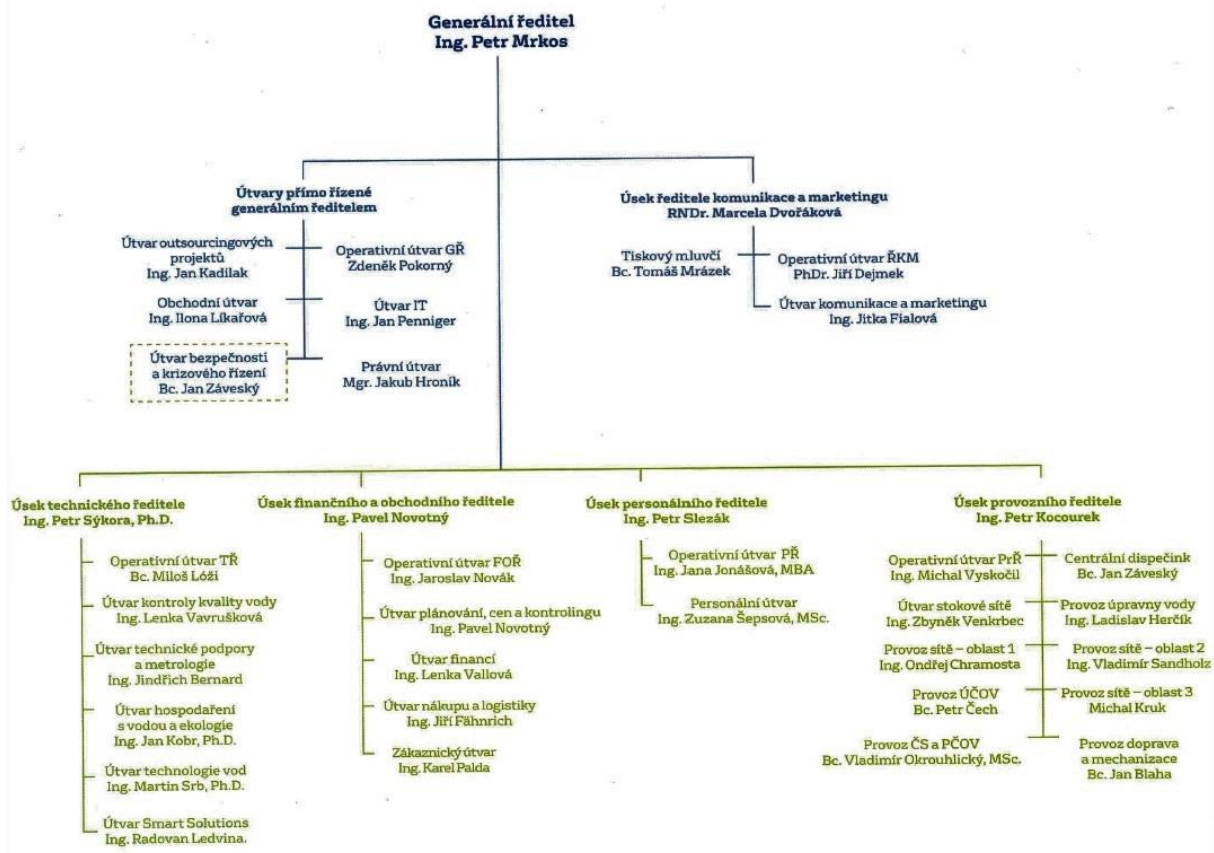 Generální ředitel
Ing. Petr Mrkos
Útvary přímo řízené
generálním ředitelem
Útvar outsourcingových
projektů
Ing. Jan Kadilak
Operativní útvar GŘ
Zdeněk Pokorný
Obchodní útvar
Ing. Ilona Líkařová
Útvar IT
Ing. Jan Penniger
Útvar bezpečnosti
a krizového řízení
Bc. Jan Záveský
Právní útvar
Mgr. Jakub Hroník
Úsek ředitele komunikace a marketingu
RNDr. Marcela Dvořáková
Tiskový mluvčí
Bc. Tomáš Mrázek
Operativní útvar ŘKM
PhDr. Jiří Dejmek
Útvar komunikace a marketingu
Ing. Jitka Fialová
Úsek technického ředitele
Ing. Petr Sýkora, Ph.D.
Operativní útvar TŘ
Bc. Miloš Lóži
Útvar kontroly kvality vody
Ing. Lenka Vavrušková
Útvar technické podpory
a metrologie
Ing. Jindřich Bernard
Útvar hospodaření
s vodou a ekologie
Ing. Jan Kobr, Ph.D.
Útvar technologie vod
Ing. Martin Srb, Ph.D.
Útvar Smart Solutions
Ing. Radovan Ledvina.
Úsek finančního a obchodního ředitele
Ing. Pavel Novotný
Operativní útvar FOŘ
Ing. Jaroslav Novák
Útvar plánování, cen a kontrolingu
Ing. Pavel Novotný
Útvar financí
Ing. Lenka Vallová
Útvar nákupu a logistiky
Ing. Jiří Fähnrich
Zákaznický útvar
Ing. Karel Palda
Úsek personálního ředitele
Ing. Petr Slezák
Operativní útvar PŘ
Ing. Jana Jonášová, MBA
Personální útvar
Ing. Zuzana Šepsová, MSc.
Úsek provozního ředitele
Ing. Petr Kocourek
Operativní útvar PrŘ
Ing. Michal Vyskočil
Centrální dispečink
Bc. Jan Záveský
Útvar stokové sítě
Ing. Zbyněk Venkrbec
Provoz úpravny vody
Ing. Ladislav Herčík
Provoz sítě – oblast 1
Ing. Ondřej Chramosta
Provoz sítě – oblast 2
Ing. Vladimír Sandholz
Provoz ÚČOV
Bc. Petr Čech
Provoz sítě – oblast 3
Michal Kruk
Provoz ČS a PČOV
Bc. Vladimír Okrouhlický, MSc.
Provoz doprava
a mechanizace
Bc. Jan Blaha